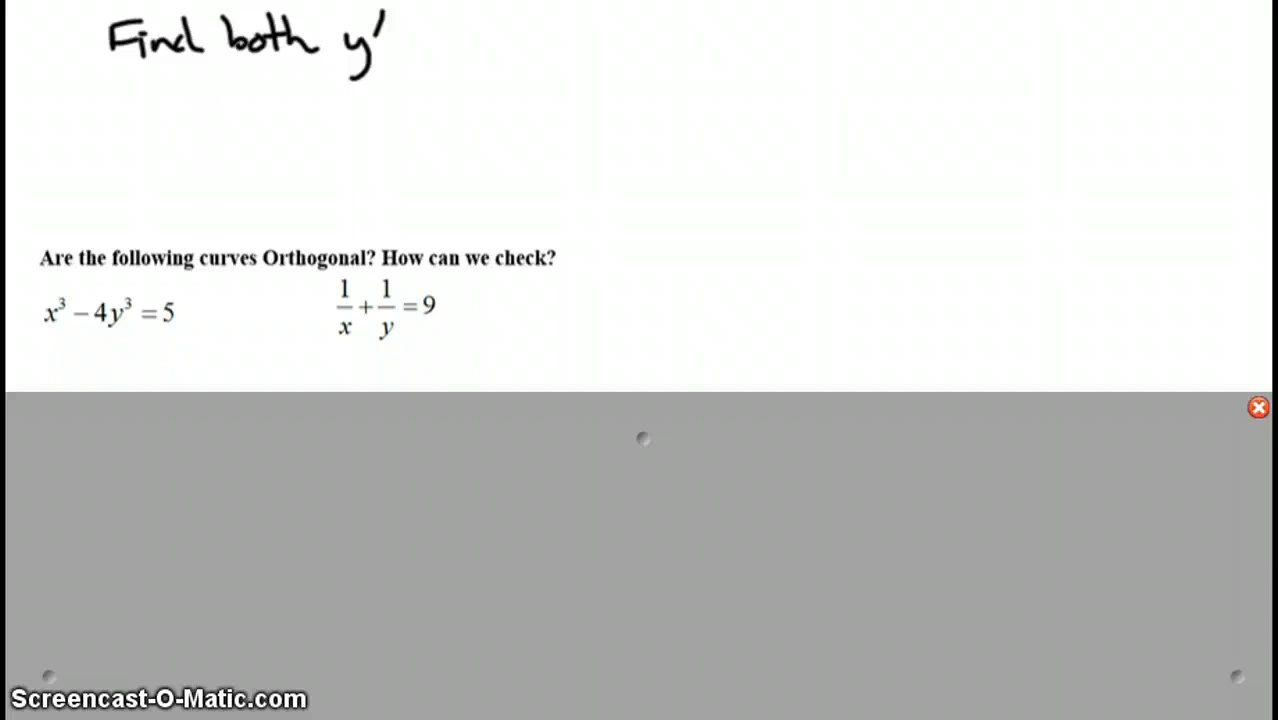 Find both y'
Are the following curves Orthogonal? How can we check?
x³ − 4y³ = 5    1/x + 1/y = 9
Screencast-O-Matic.com